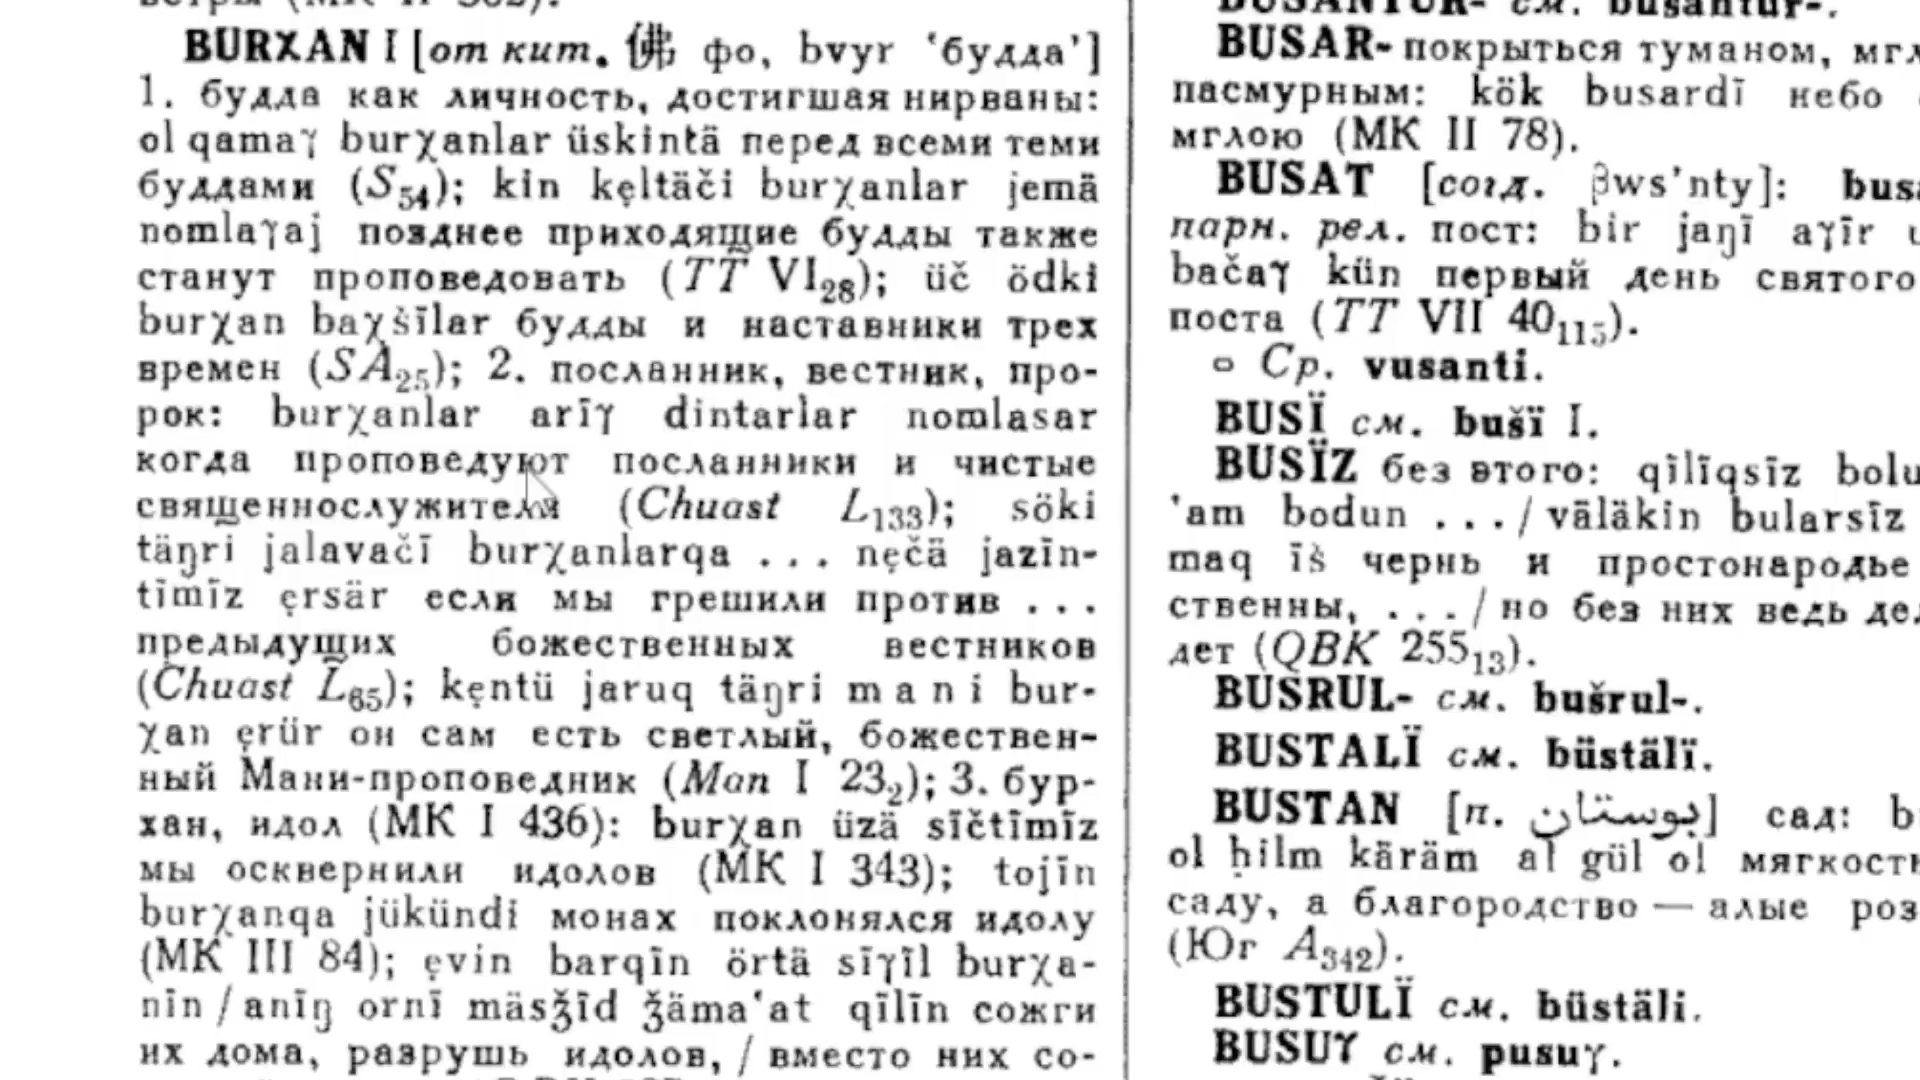 BURχAN I [от кит. 佛 фо, bvyr ‘будда’]
1. будда как личность, достигшая нирваны:
ol qamaγ burχanlar üskintä перед всеми теми
буддами (S54); kin kęltäči burχanlar jemä
nomlaγaj позднее приходящие будды также
станут проповедовать (TT VI28); üč ödki
burχan baχšïlar будды и наставники трех
времен (SA25); 2. посланник, вестник, про-
рок: burχanlar arïγ dintarlar nomlasar
когда проповедуют посланники и чистые
священнослужители (Chuast L133); söki
täŋri jalavačï burχanlarqa ... nęčä jazïn-
tïmïz ęrsär если мы грешили против ...
предыдущих божественных вестников
(Chuast L65); kęntü jaruq täŋri mani bur-
χan ęrür он сам есть светлый, божествен-
ный Мани-проповедник (Man I 232); 3. бур-
хан, идол (МК I 436): burχan üzä sïčtïmïz
мы осквернили идолов (МК I 343); tojïn
burχanqa jükündi монах поклонялся идолу
(МК III 84); ęvin barqïn örtä sïγïl burχa-
nïn / anïŋ ornï mäsǯïd ǯäma‘at qïlïn сожги
их дома, разрушь идолов, / вместо них со-
BUSAR- покрыться туманом,
пасмурным: kök busardï небо
мглою (МК II 78).
BUSAT [согд. βws’nty]:
парн. рел. пост: bir jaŋï aγïr
bačaγ kün первый день святого
поста (TT VII 40115).
○ Ср. vusanti.
BUSÏ см. bušï I.
BUSÏZ без этого: qïlïqsïz
‘am bodun ... / väläkin bularsïz
maq ïš чернь и простонародье
ственны, ... / но без них ведь
дет (QBK 25513).
BUSRUL- см. bušrul-.
BUSTALÏ см. büstälï.
BUSTAN [п. بوستان] сад:
ol ḥilm käräm al gül ol
саду, а благородство — алые
(Юг A342).
BUSTULÏ см. büstäli.
BUSUγ см. pusuγ.